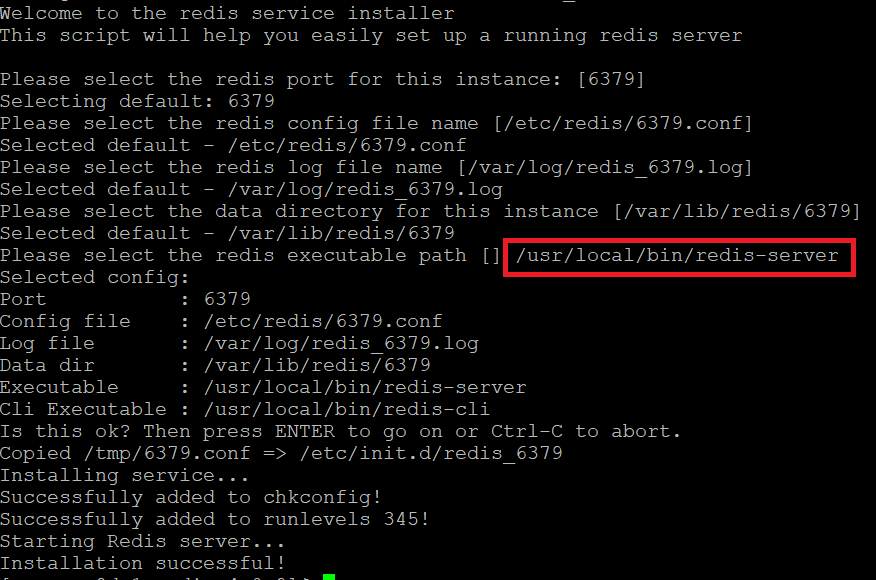 Welcome to the redis service installer
This script will help you easily set up a running redis server
Please select the redis port for this instance: [6379]
Selecting default: 6379
Please select the redis config file name [/etc/redis/6379.conf]
Selected default - /etc/redis/6379.conf
Please select the redis log file name [/var/log/redis_6379.log]
Selected default - /var/log/redis_6379.log
Please select the data directory for this instance [/var/lib/redis/6379]
Selected default - /var/lib/redis/6379
Please select the redis executable path [] /usr/local/bin/redis-server
Selected config:
Port           : 6379
Config file    : /etc/redis/6379.conf
Log file       : /var/log/redis_6379.log
Data dir       : /var/lib/redis/6379
Executable     : /usr/local/bin/redis-server
Cli Executable : /usr/local/bin/redis-cli
Is this ok? Then press ENTER to go on or Ctrl-C to abort.
Copied /tmp/6379.conf => /etc/init.d/redis_6379
Installing service...
Successfully added to chkconfig!
Successfully added to runlevels 345!
Starting Redis server...
Installation successful!